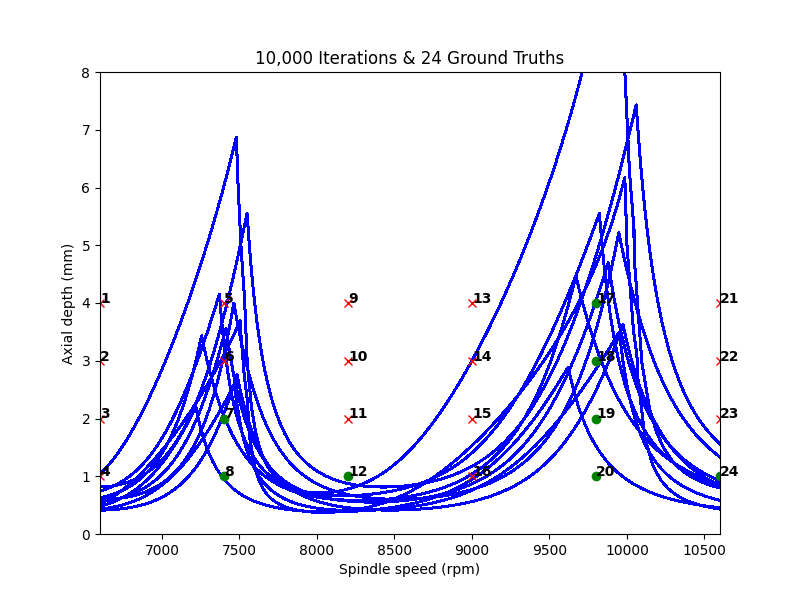 10,000 Iterations & 24 Ground Truths
8
7
6
5
4
3
2
1
0
Axial depth (mm)
1 5 9 13 17 21
2 6 10 14 18 22
3 7 11 15 19 23
4 8 12 16 20 24
7000 7500 8000 8500 9000 9500 10000 10500
Spindle speed (rpm)